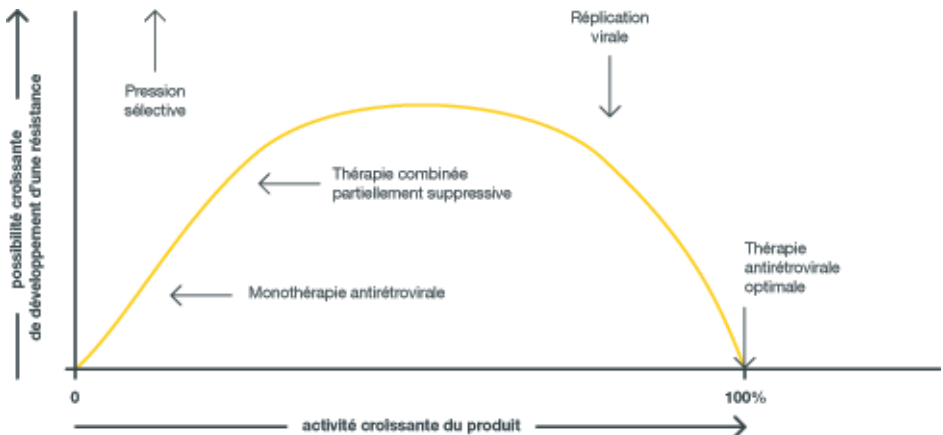 possibilité croissante
de développement d'une résistance
Pression
sélective
Réplication
virale
Thérapie combinée
partiellement suppressive
Monothérapie antirétrovirale
Thérapie
antirétrovirale
optimale
0
100%
activité croissante du produit